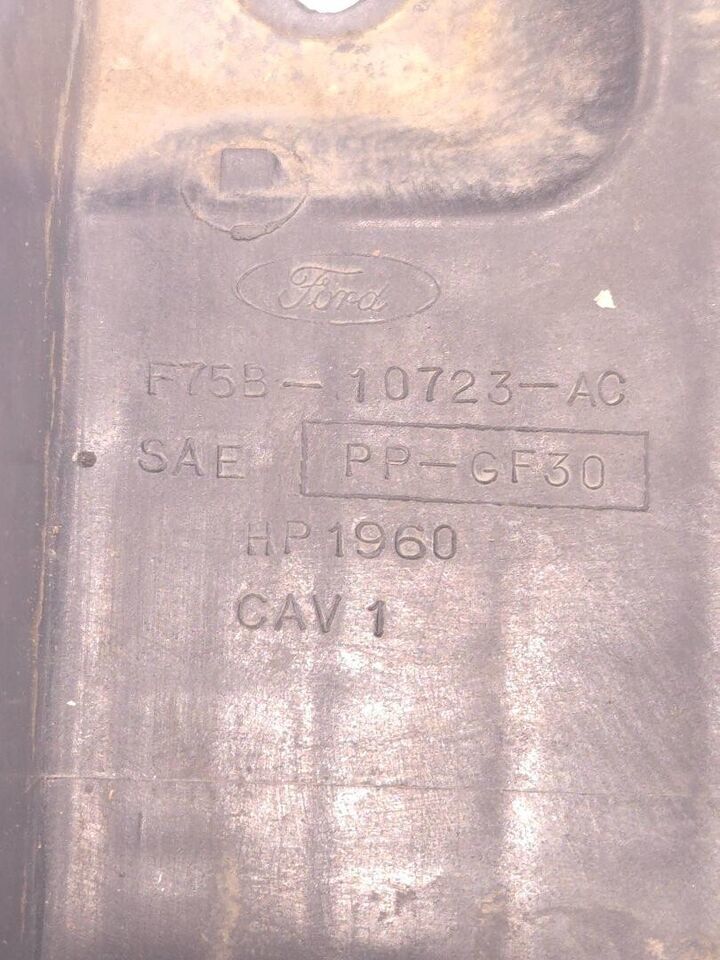 Ford
F75B-10723-AC
SAE PP-GF30
HP1960
CAV 1